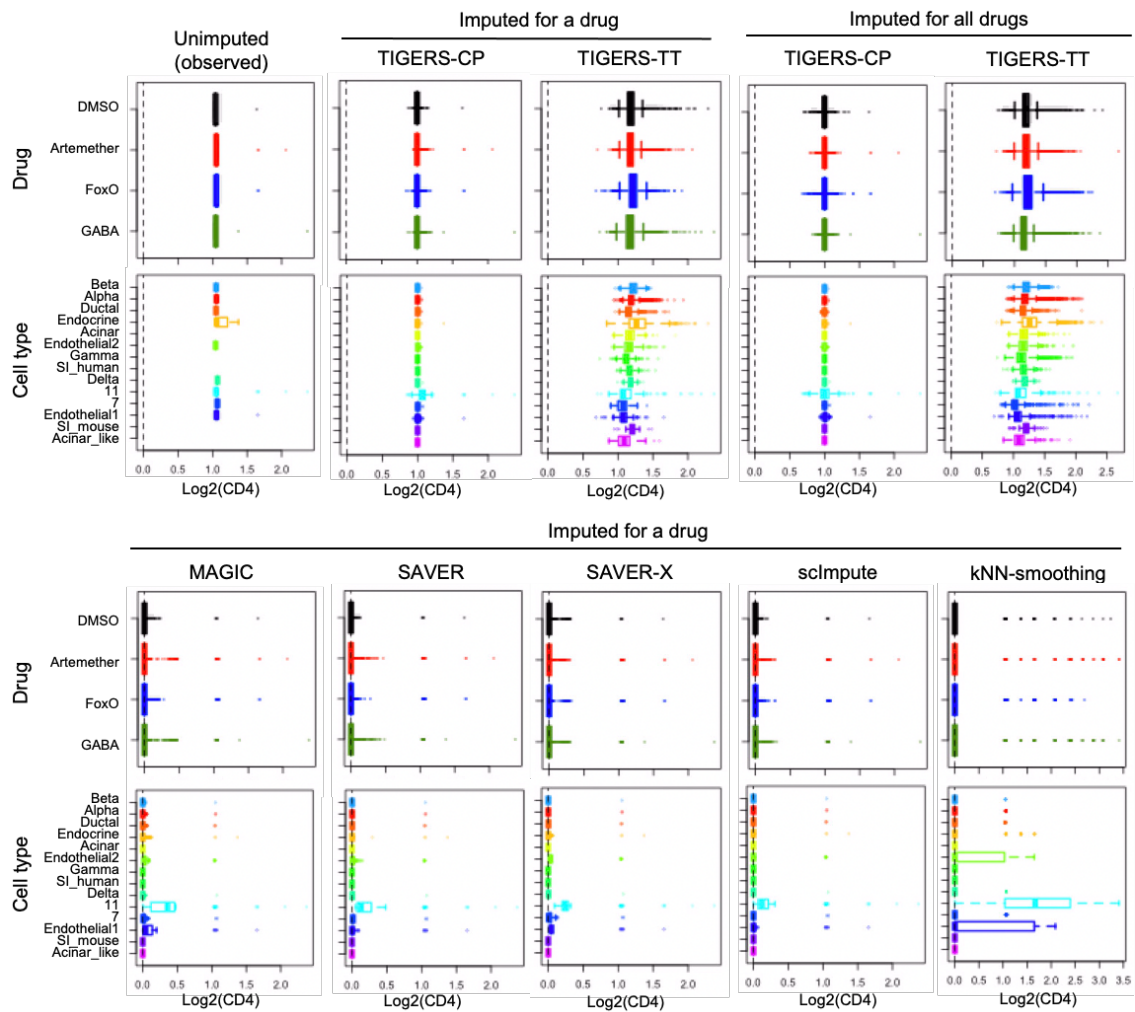 Imputed for a drug
Imputed for all drugs
Unimputed
(observed)
TIGERS-CP
TIGERS-TT
TIGERS-CP
TIGERS-TT
Drug
DMSO
Artemether
FoxO
GABA
Cell type
Beta
Alpha
Ductal
Endocrine
Acinar
Endothelial2
Gamma
SI_human
Delta
11
7
Endothelial1
SI_mouse
Acinar_like
0.0 0.5 1.0 1.5 2.0
0.0 0.5 1.0 1.5 2.0
0.0 0.5 1.0 1.5 2.0
0.0 0.5 1.0 1.5 2.0
0.0 0.5 1.0 1.5 2.0 2.5
Log2(CD4)
Log2(CD4)
Log2(CD4)
Log2(CD4)
Log2(CD4)
Imputed for a drug
MAGIC
SAVER
SAVER-X
scImpute
kNN-smoothing
Drug
DMSO
Artemether
FoxO
GABA
Cell type
Beta
Alpha
Ductal
Endocrine
Acinar
Endothelial2
Gamma
SI_human
Delta
11
7
Endothelial1
SI_mouse
Acinar_like
0.0 0.5 1.0 1.5 2.0
0.0 0.5 1.0 1.5 2.0
0.0 0.5 1.0 1.5 2.0
0.0 0.5 1.0 1.5 2.0
0.0 0.5 1.0 1.5 2.0 2.5 3.0 3.5
Log2(CD4)
Log2(CD4)
Log2(CD4)
Log2(CD4)
Log2(CD4)